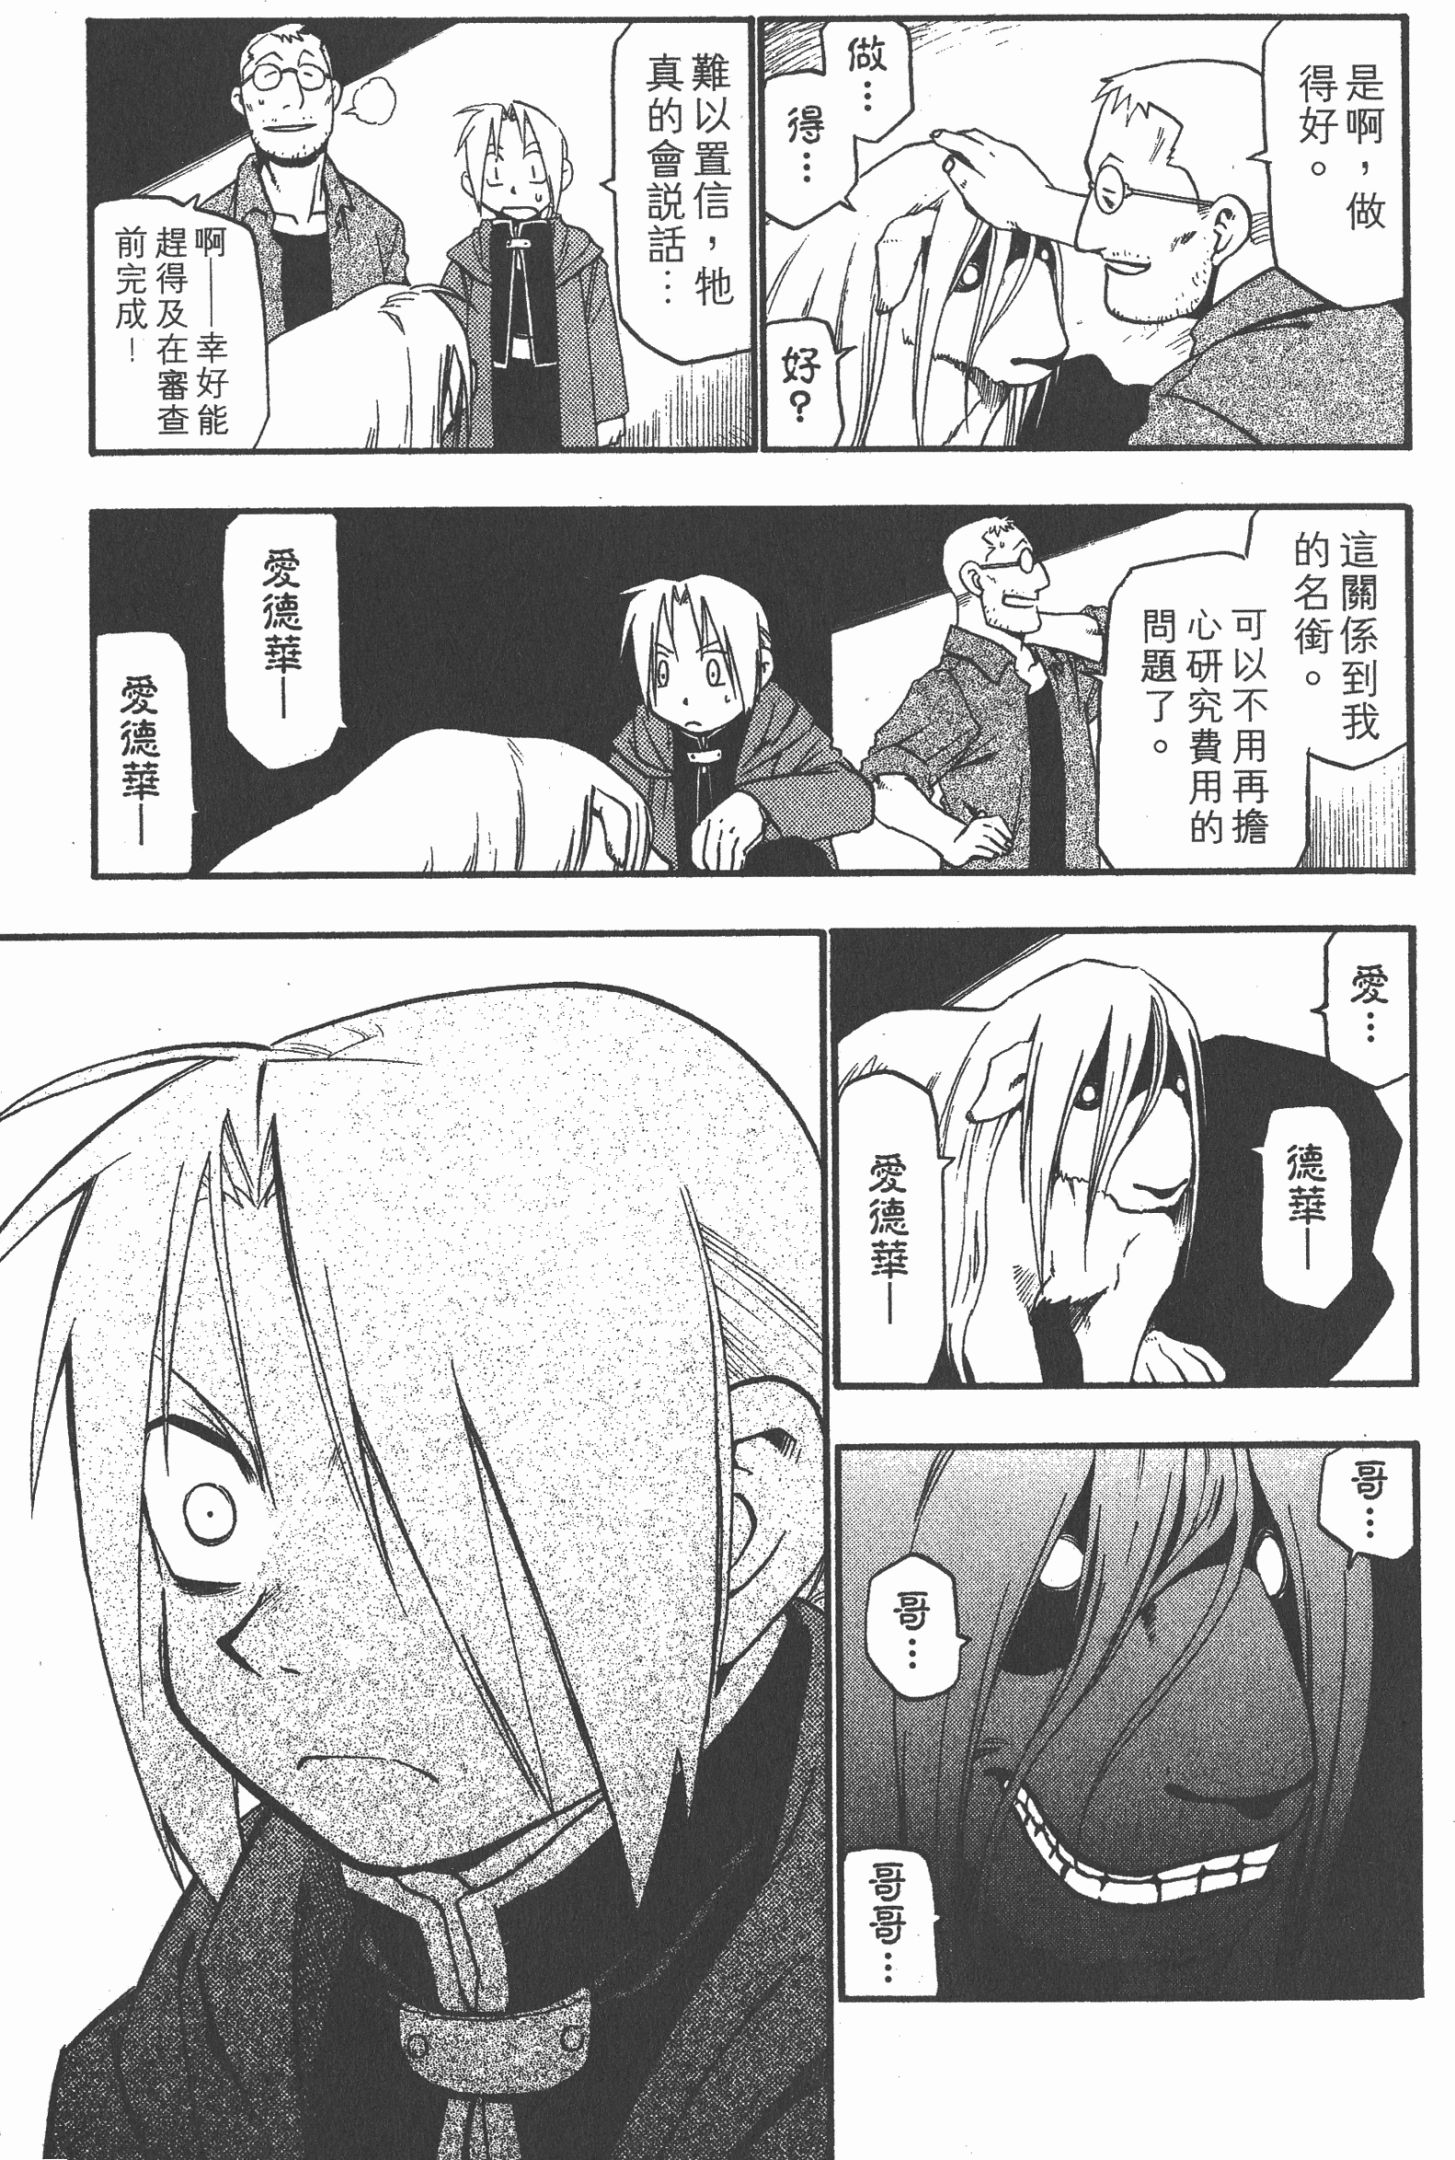 是啊，做
得好。
做…
得…
好？
難以置信，牠
真的會説話…
啊──幸好能
趕得及在審查
前完成！
這關係到我
的名銜。
可以不用再擔
心研究費用的
問題了。
愛德華─
愛德華─
愛…
德華─
愛德華─
哥…
哥…
哥哥…